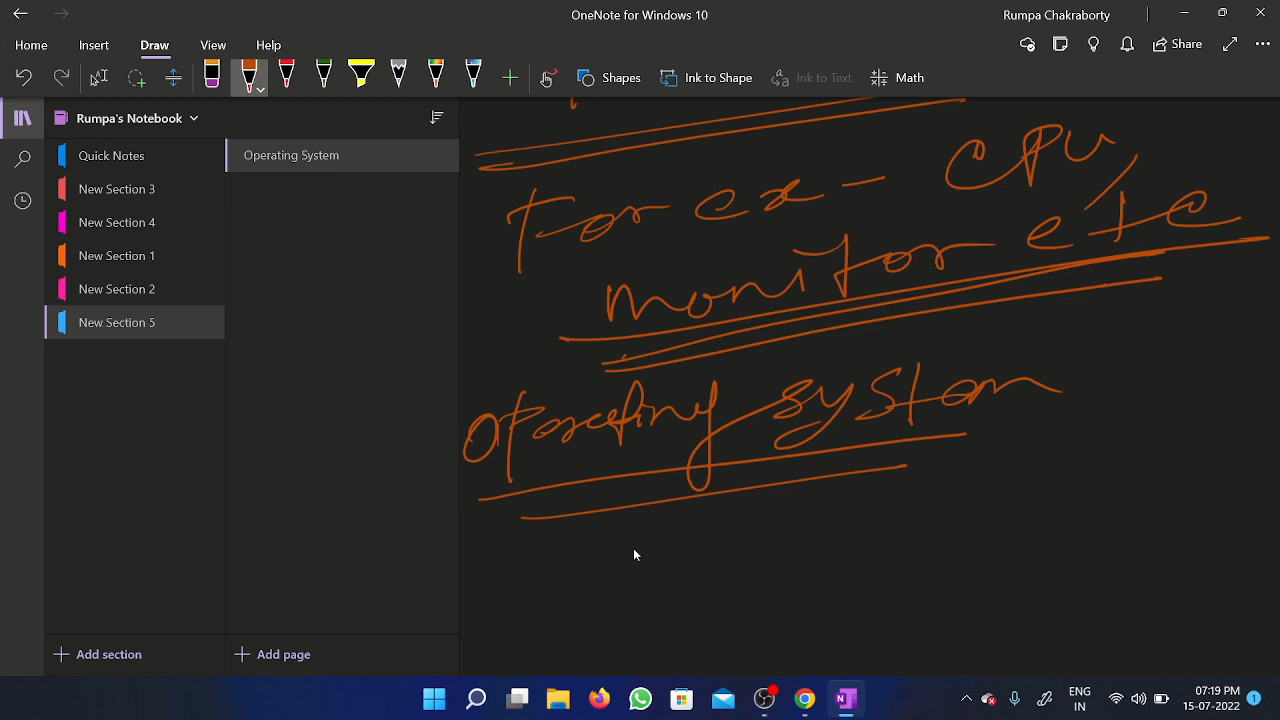 OneNote for Windows 10
Rumpa Chakraborty
Home Insert Draw View Help
Share
Shapes
Ink to Shape
Ink to Text
Math
Rumpa's Notebook
Quick Notes
New Section 3
New Section 4
New Section 1
New Section 2
New Section 5
Operating System
For ex - CPU,
monitor etc
Operating system
Add section
Add page
ENG
IN
07:19 PM
15-07-2022
1